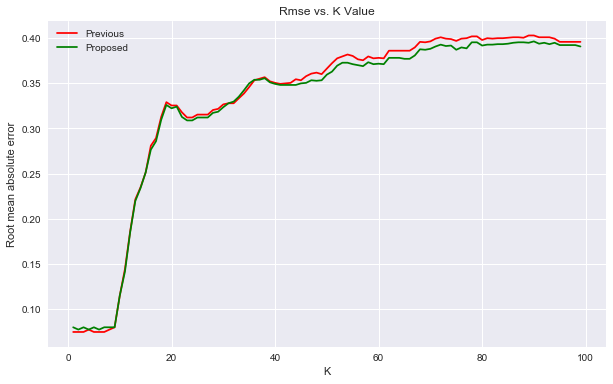 Rmse vs. K Value
Previous
Proposed
Root mean absolute error
0.40
0.35
0.30
0.25
0.20
0.15
0.10
0 20 40 60 80 100
K